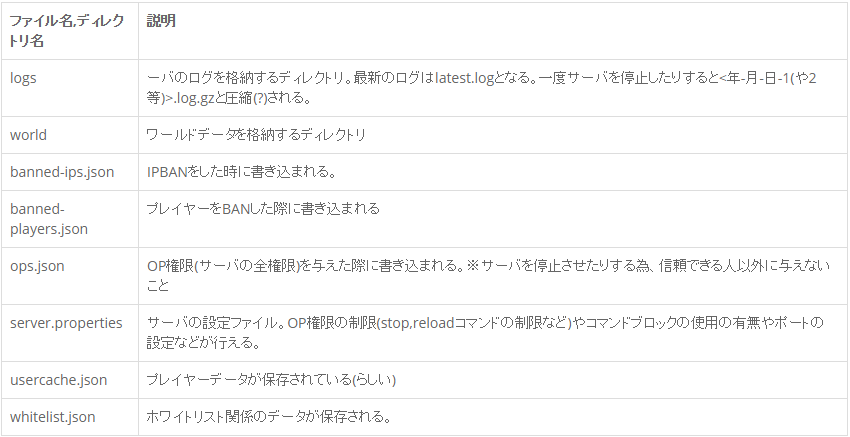 ファイル名,ディレク
トリ名
説明
logs
ーバのログを格納するディレクトリ。最新のログはlatest.logとなる。一度サーバを停止したりすると<年-月-日-1(や2
等)>.log.gzと圧縮(?)される。
world
ワールドデータを格納するディレクトリ
banned-ips.json
IPBANをした時に書き込まれる。
banned-
players.json
プレイヤーをBANした際に書き込まれる
ops.json
OP権限(サーバの全権限)を与えた際に書き込まれる。※サーバを停止させたりする為、信頼できる人以外に与えない
こと
server.properties
サーバの設定ファイル。OP権限の制限(stop,reloadコマンドの制限など)やコマンドブロックの使用の有無やポートの
設定などが行える。
usercache.json
プレイヤーデータが保存されている(らしい)
whitelist.json
ホワイトリスト関係のデータが保存される。